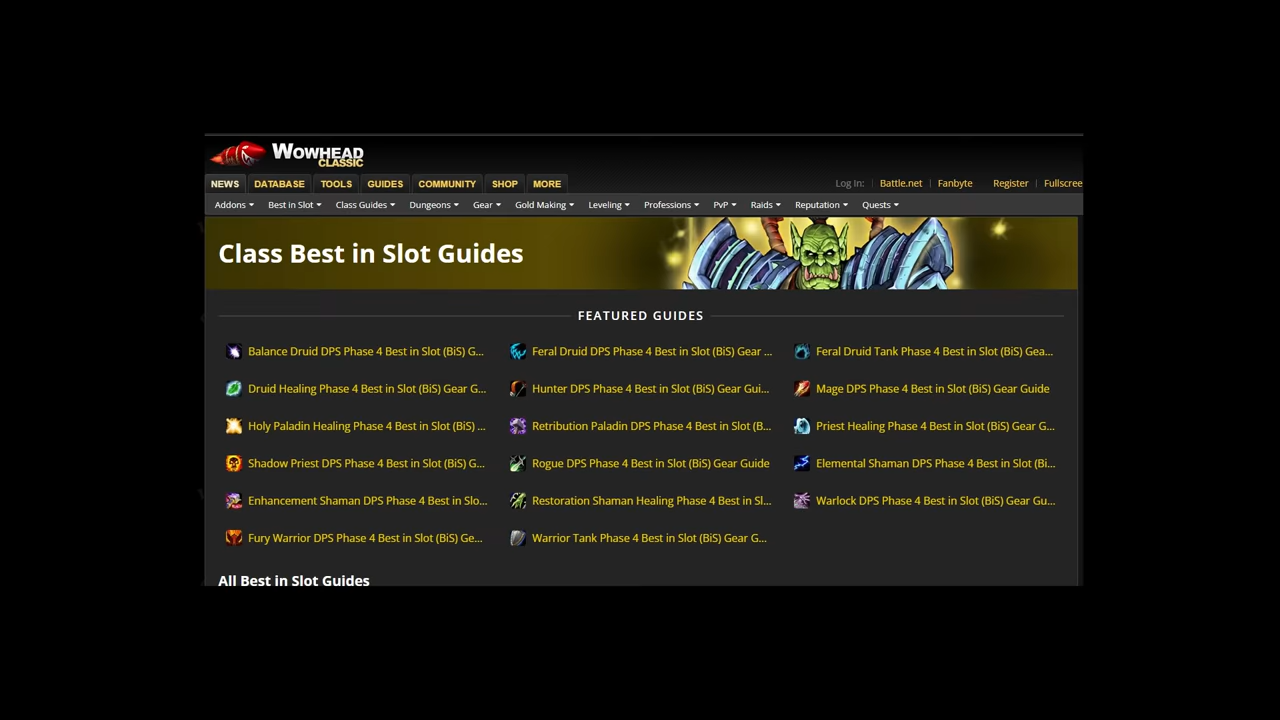 WOWHEAD
CLASSIC
NEWS DATABASE TOOLS GUIDES COMMUNITY SHOP MORE Log In: Battle.net Fanbyte Register Fullscree
Addons Best in Slot Class Guides Dungeons Gear Gold Making Leveling Professions PvP Raids Reputation Quests
Class Best in Slot Guides
FEATURED GUIDES
Balance Druid DPS Phase 4 Best in Slot (BiS) G... Feral Druid DPS Phase 4 Best in Slot (BiS) Gear ... Feral Druid Tank Phase 4 Best in Slot (BiS) Gea...
Druid Healing Phase 4 Best in Slot (BiS) Gear G... Hunter DPS Phase 4 Best in Slot (BiS) Gear Gui... Mage DPS Phase 4 Best in Slot (BiS) Gear Guide
Holy Paladin Healing Phase 4 Best in Slot (BiS) ... Retribution Paladin DPS Phase 4 Best in Slot (B... Priest Healing Phase 4 Best in Slot (BiS) Gear G...
Shadow Priest DPS Phase 4 Best in Slot (BiS) G... Rogue DPS Phase 4 Best in Slot (BiS) Gear Guide Elemental Shaman DPS Phase 4 Best in Slot (Bi...
Enhancement Shaman DPS Phase 4 Best in Slo... Restoration Shaman Healing Phase 4 Best in Sl... Warlock DPS Phase 4 Best in Slot (BiS) Gear Gu...
Fury Warrior DPS Phase 4 Best in Slot (BiS) Ge... Warrior Tank Phase 4 Best in Slot (BiS) Gear G...
All Best in Slot Guides